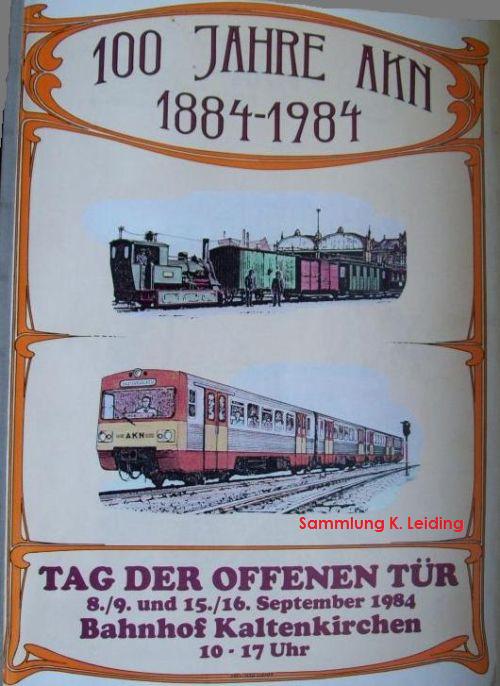 100 JAHRE AKN
1884-1984
AKN
Sammlung K. Leiding
TAG DER OFFENEN TÜR
8./9. und 15./16. September 1984
Bahnhof Kaltenkirchen
10 - 17 Uhr